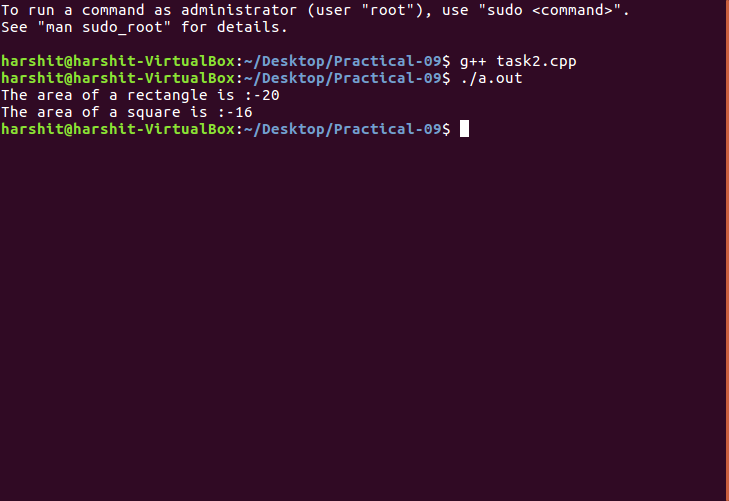 To run a command as administrator (user "root"), use "sudo <command>".
See "man sudo_root" for details.
harshit@harshit-VirtualBox:~/Desktop/Practical-09$ g++ task2.cpp
harshit@harshit-VirtualBox:~/Desktop/Practical-09$ ./a.out
The area of a rectangle is :-20
The area of a square is :-16
harshit@harshit-VirtualBox:~/Desktop/Practical-09$